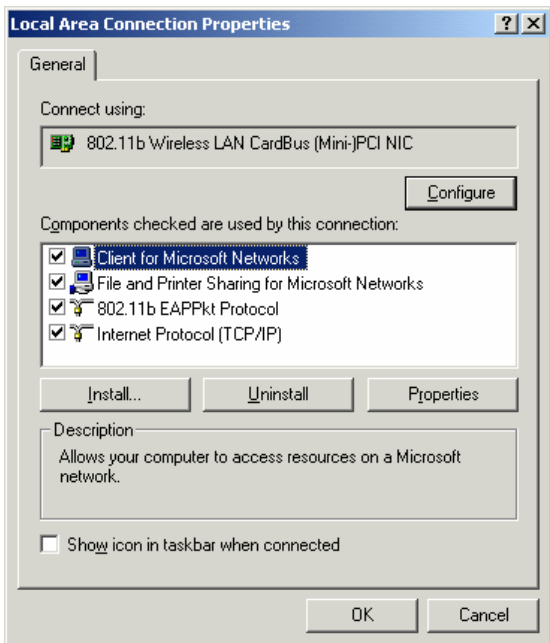 Local Area Connection Properties
General
Connect using:
802.11b Wireless LAN CardBus (Mini-)PCI NIC
Configure
Components checked are used by this connection:
Client for Microsoft Networks
File and Printer Sharing for Microsoft Networks
802.11b EAPPkt Protocol
Internet Protocol (TCP/IP)
Install... Uninstall Properties
Description
Allows your computer to access resources on a Microsoft
network.
Show icon in taskbar when connected
OK Cancel